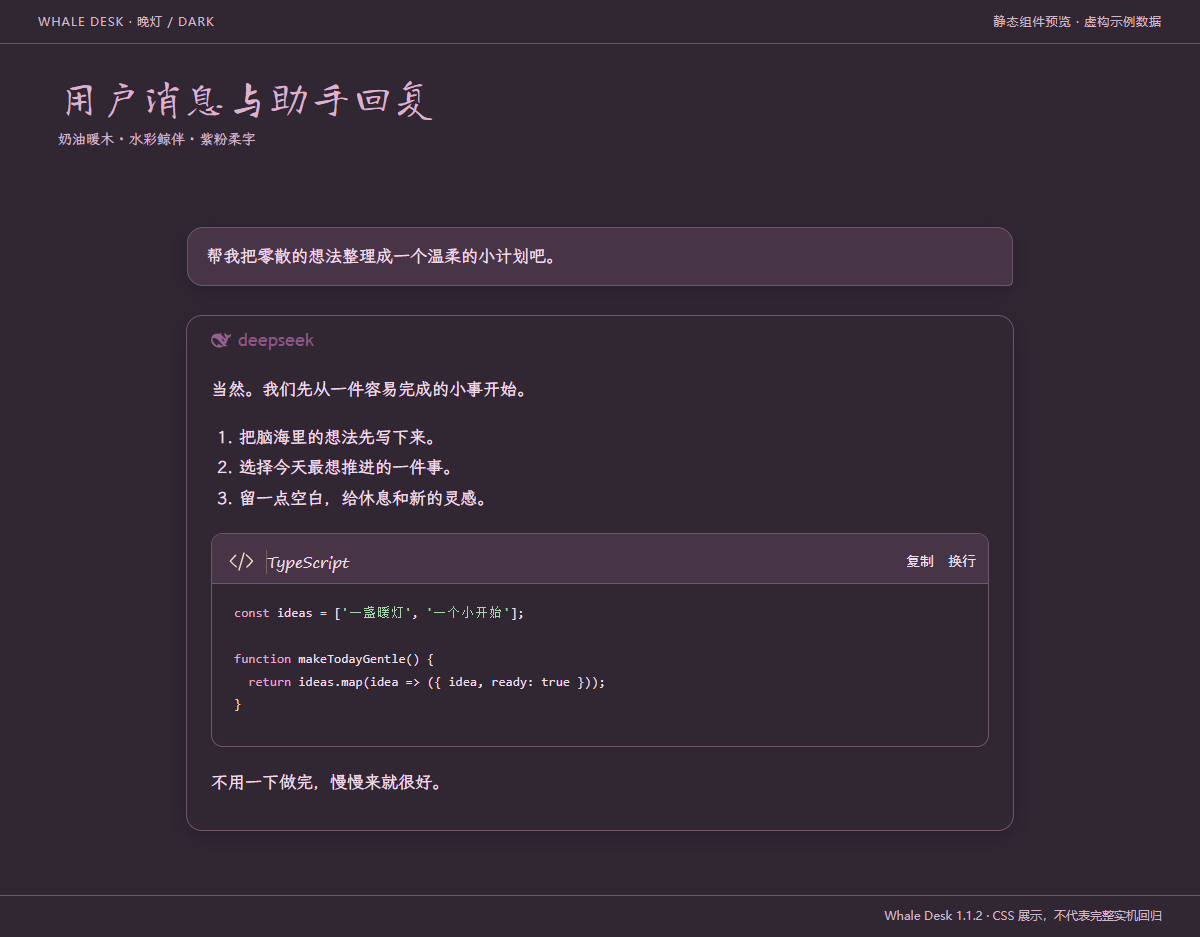 WHALE DESK · 晚灯 / DARK
静态组件预览 · 虚构示例数据
用户消息与助手回复
奶油暖木 · 水彩鲸伴 · 紫粉柔字
帮我把零散的想法整理成一个温柔的小计划吧。
deepseek
当然。我们先从一件容易完成的小事开始。
1. 把脑海里的想法先写下来。
2. 选择今天最想推进的一件事。
3. 留一点空白，给休息和新的灵感。
</> TypeScript
复制 换行
const ideas = ['一盏暖灯', '一个小开始'];
function makeTodayGentle() {
  return ideas.map(idea => ({ idea, ready: true }));
}
不用一下做完，慢慢来就很好。
Whale Desk 1.1.2 · CSS 展示，不代表完整实机回归